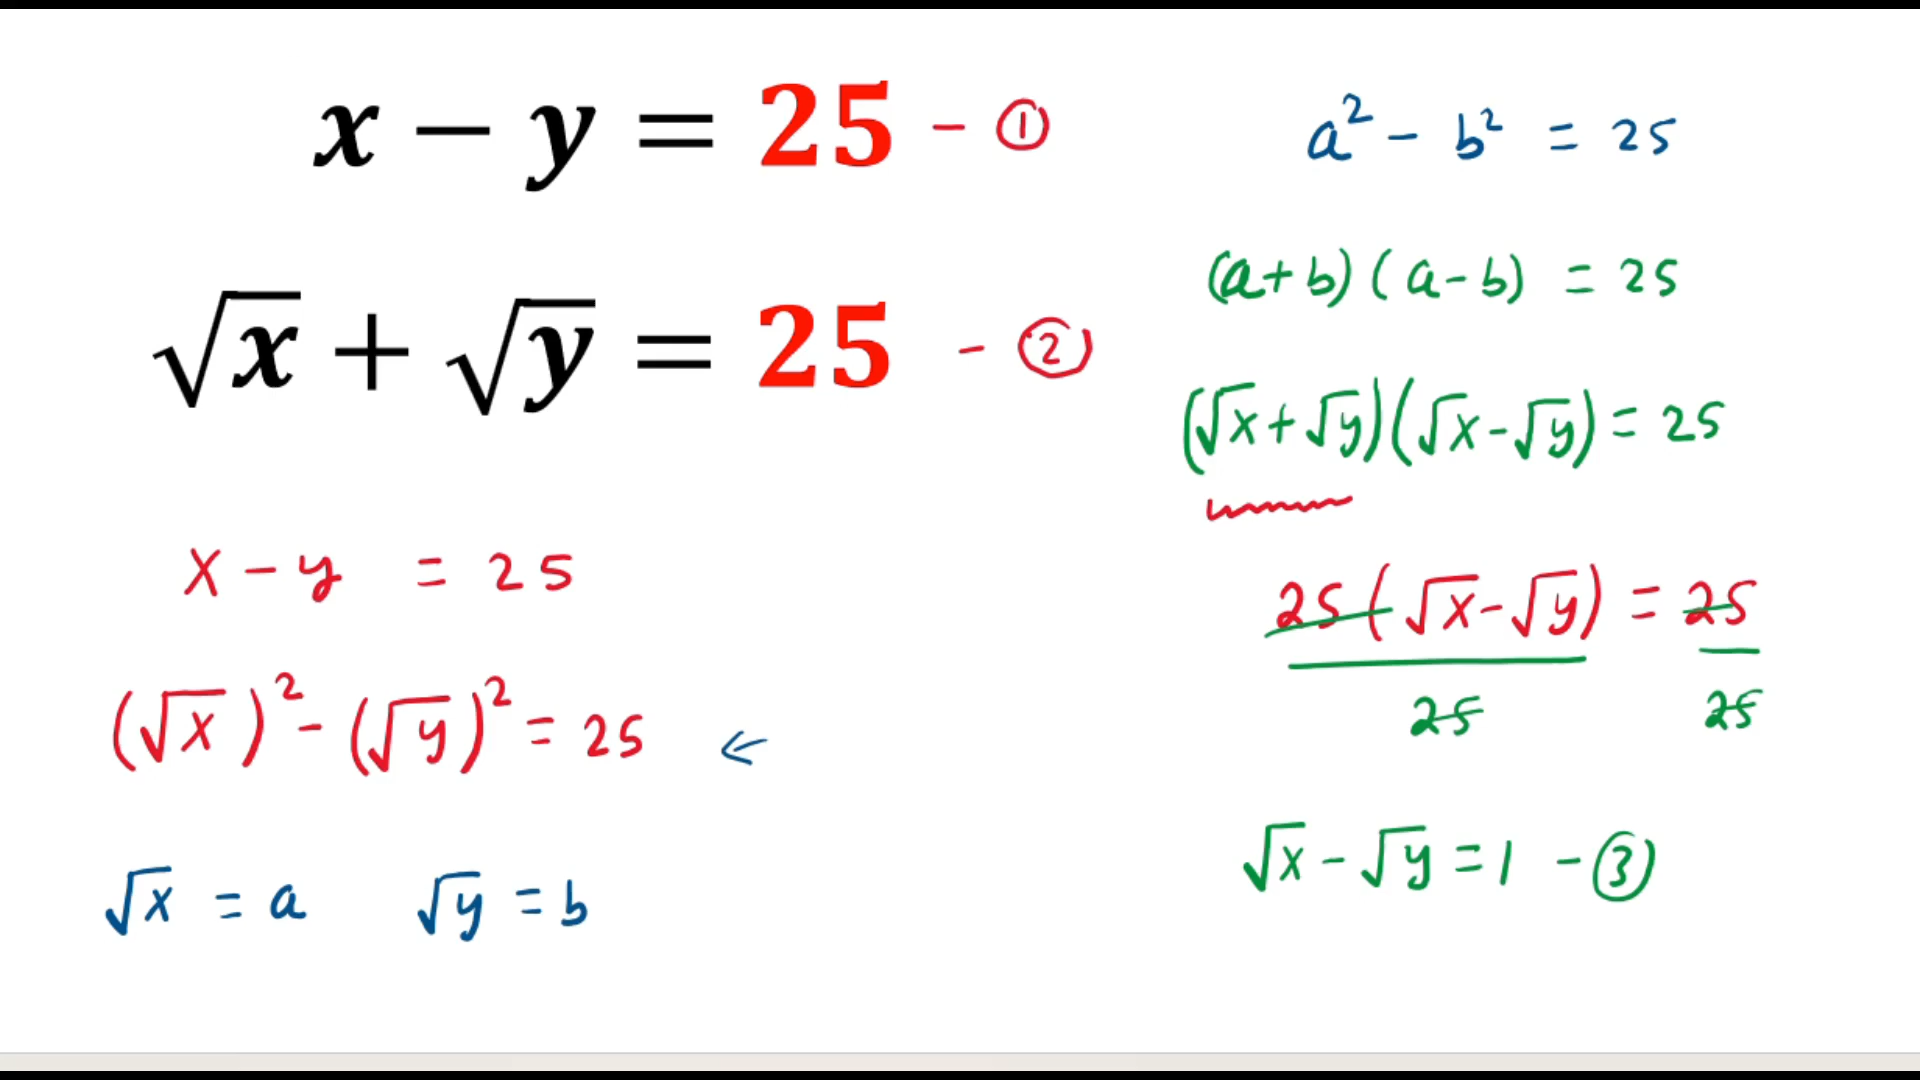 x − y = 25 - ①
√x + √y = 25 - ②
x - y = 25
(√x)² - (√y)² = 25 ←
√x = a √y = b
a² - b² = 25
(a+b)(a-b) = 25
(√x+√y)(√x-√y) = 25
25(√x-√y) = 25
25 25
√x - √y = 1 - ③